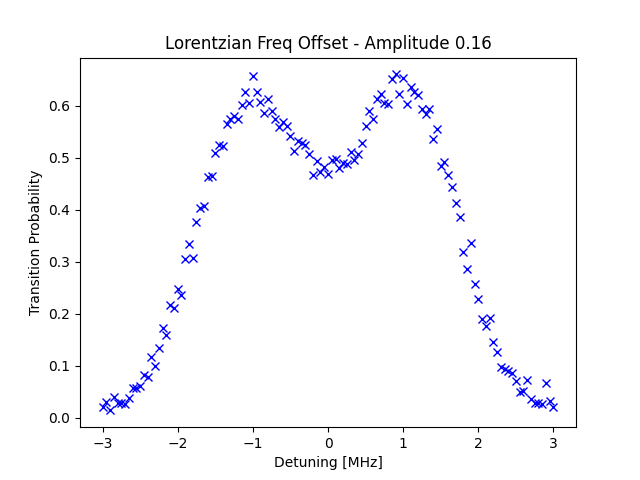 Lorentzian Freq Offset - Amplitude 0.16
Transition Probability
0.6
0.5
0.4
0.3
0.2
0.1
0.0
−3 −2 −1 0 1 2 3
Detuning [MHz]